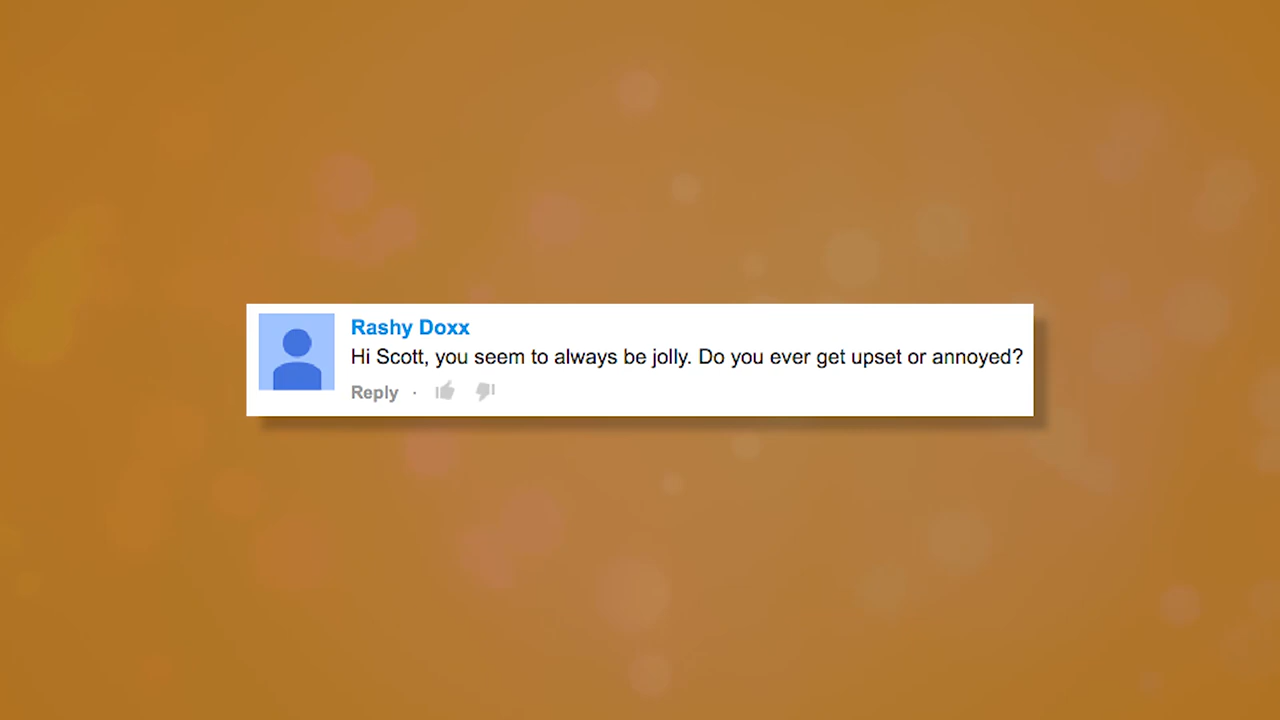 Rashy Doxx
Hi Scott, you seem to always be jolly. Do you ever get upset or annoyed?
Reply ·